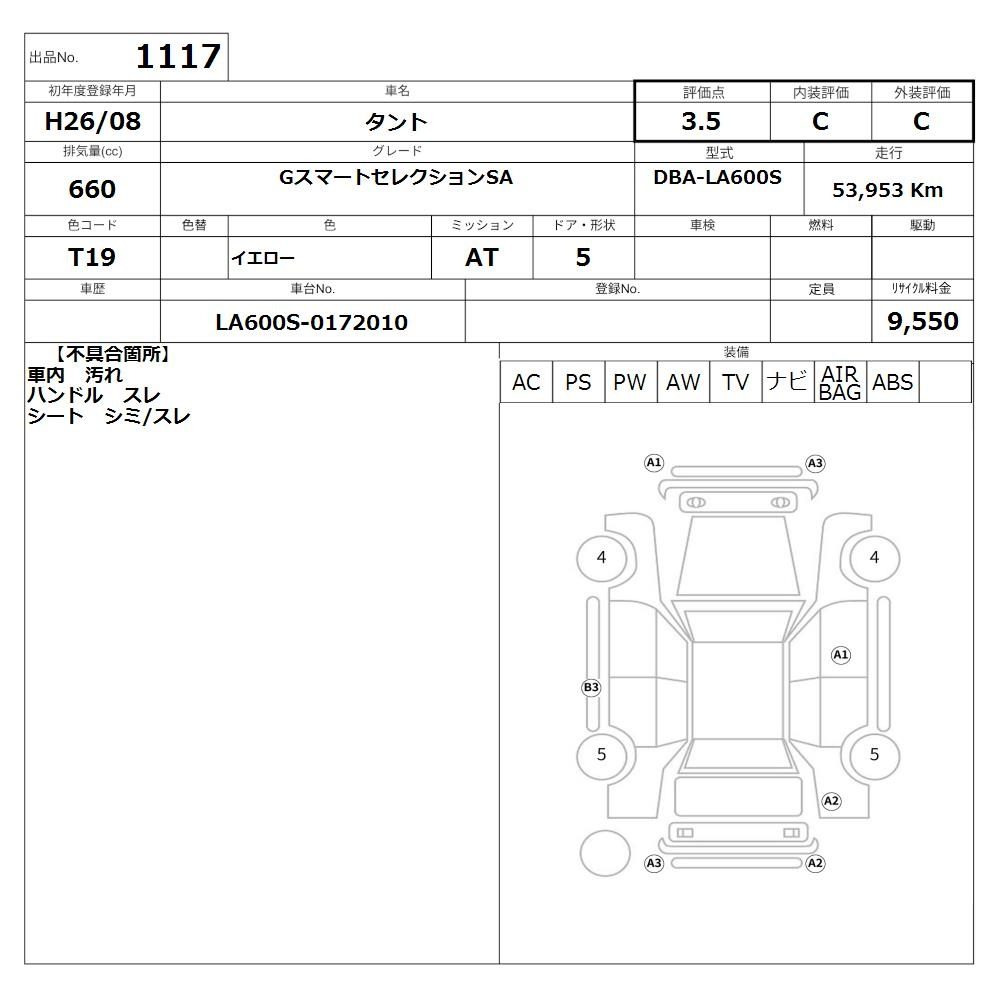 出品No. 1117
初年度登録年月 車名 評価点 内装評価 外装評価
H26/08 タント 3.5 C C
排気量(cc) グレード 型式 走行
660 GスマートセレクションSA DBA-LA600S 53,953 Km
色コード 色替 色 ミッション ドア・形状 車検 燃料 駆動
T19 イエロー AT 5
車歴 車台No. 登録No. 定員 ﾘｻｲｸﾙ料金
LA600S-0172010 9,550
【不具合箇所】 装備
車内 汚れ
ハンドル スレ
シート シミ/スレ
AC PS PW AW TV ナビ AIR BAG ABS
A1 A3
4 4
A1
B3
5 5
A2
A3 A2